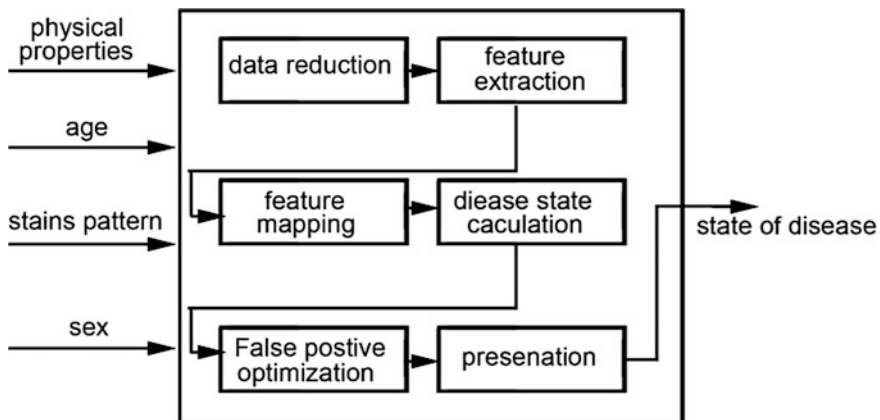 physical
properties
age
stains pattern
sex
data reduction
feature
extraction
feature
mapping
diease state
caculation
False postive
optimization
presenation
state of disease